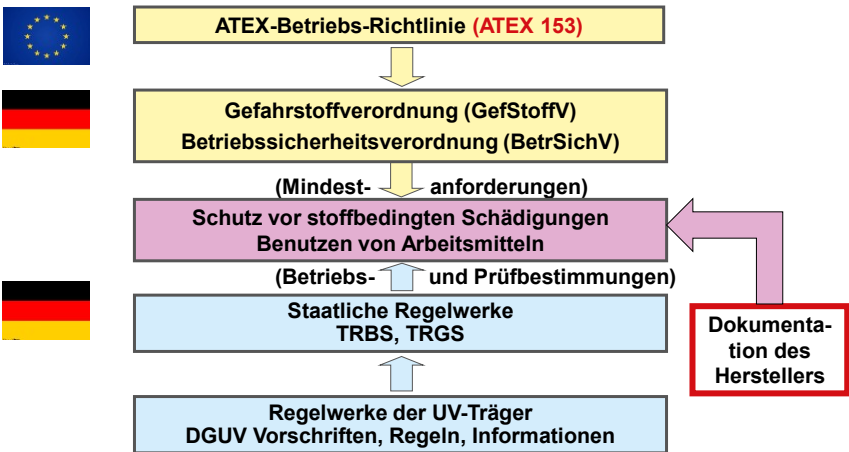 ATEX-Betriebs-Richtlinie (ATEX 153)
Gefahrstoffverordnung (GefStoffV)
Betriebssicherheitsverordnung (BetrSichV)
(Mindest- anforderungen)
Schutz vor stoffbedingten Schädigungen
Benutzen von Arbeitsmitteln
(Betriebs- und Prüfbestimmungen)
Staatliche Regelwerke
TRBS, TRGS
Dokumenta-
tion des
Herstellers
Regelwerke der UV-Träger
DGUV Vorschriften, Regeln, Informationen